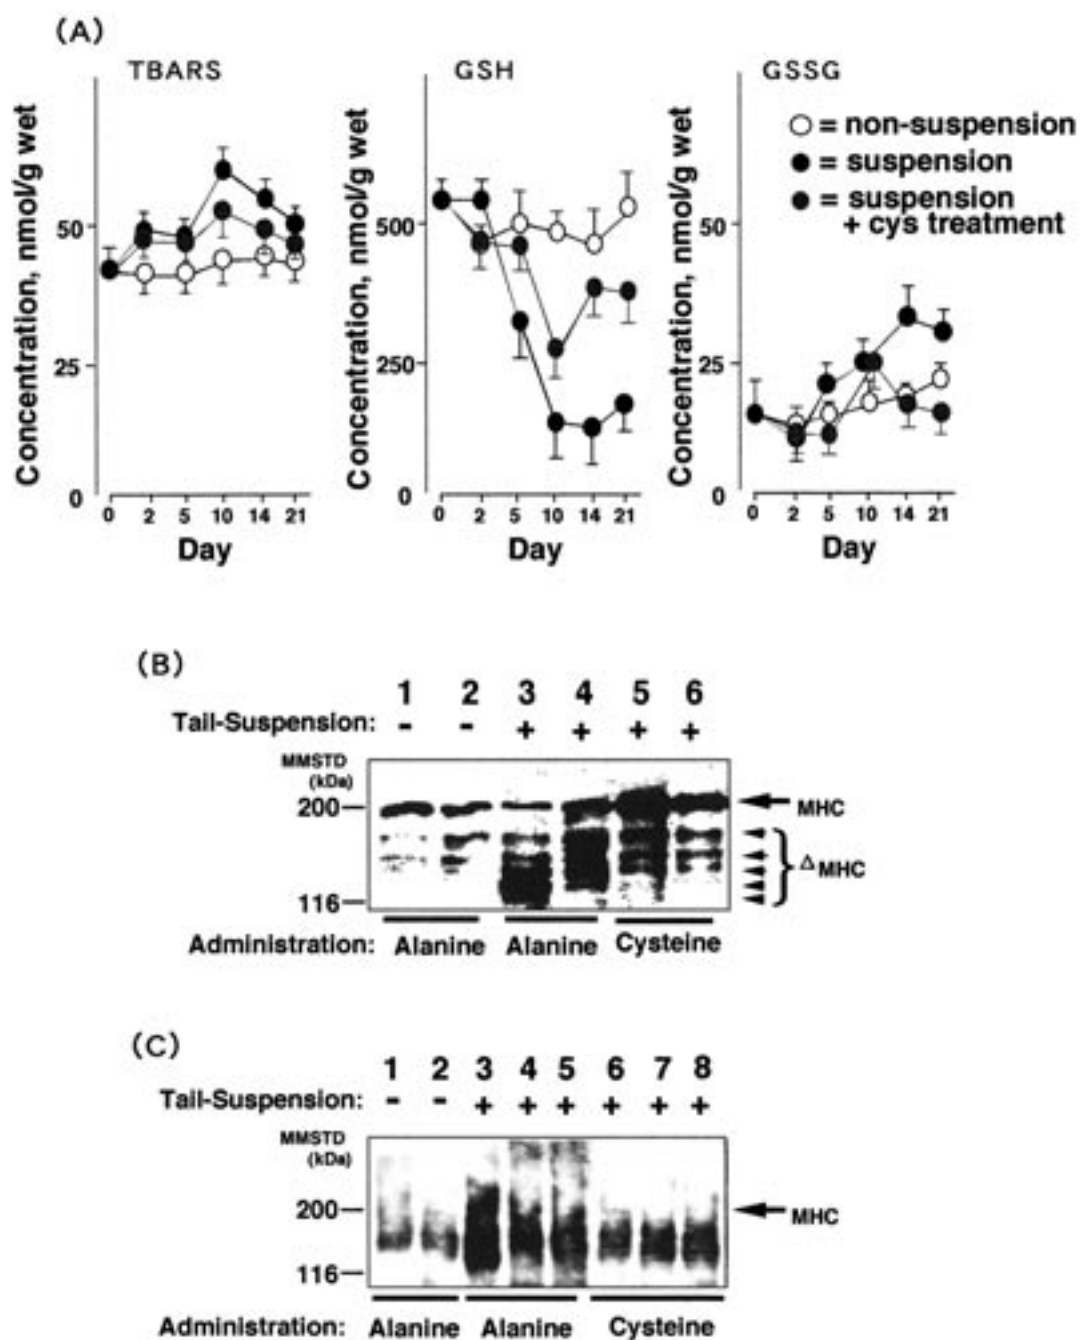 (A)
TBARS
GSH
GSSG
Concentration, nmol/g wet
50
25
0
0 2 5 10 14 21
Day
Concentration, nmol/g wet
500
250
0
0 2 5 10 14 21
Day
Concentration, nmol/g wet
50
25
0
0 2 5 10 14 21
Day
= non-suspension
= suspension
= suspension
+ cys treatment
(B)
1 2 3 4 5 6
Tail-Suspension: - - + + + +
MMSTD
(kDa)
200
MHC
Δ MHC
116
Administration: Alanine Alanine Cysteine
(C)
1 2 3 4 5 6 7 8
Tail-Suspension: - - + + + + + +
MMSTD
(kDa)
200
MHC
116
Administration: Alanine Alanine Cysteine